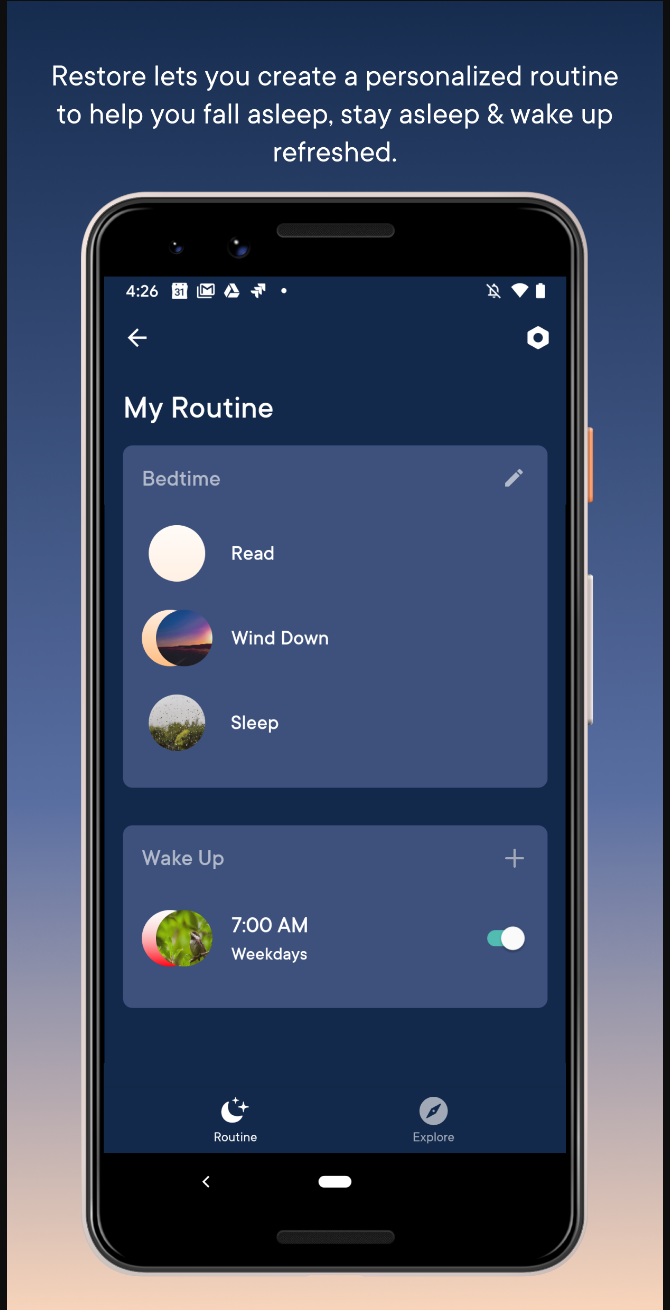 Restore lets you create a personalized routine
to help you fall asleep, stay asleep & wake up
refreshed.
4:26
31
My Routine
Bedtime
Read
Wind Down
Sleep
Wake Up
7:00 AM
Weekdays
Routine
Explore